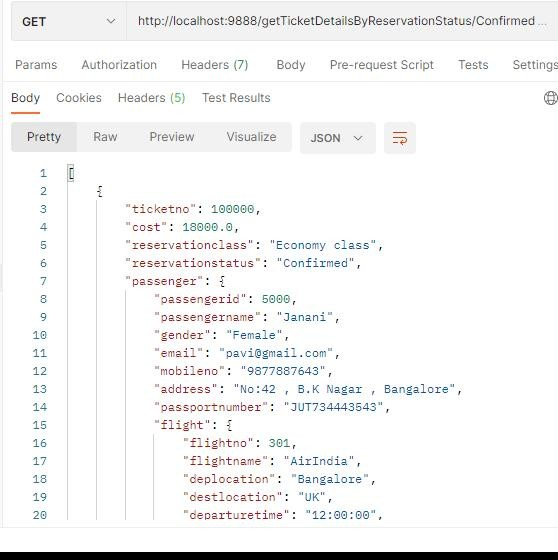 GET http://localhost:9888/getTicketDetailsByReservationStatus/Confirmed ...
Params Authorization Headers (7) Body Pre-request Script Tests Settings
Body Cookies Headers (5) Test Results
Pretty Raw Preview Visualize JSON
1 [
2 {
3 "ticketno": 100000,
4 "cost": 18000.0,
5 "reservationclass": "Economy class",
6 "reservationstatus": "Confirmed",
7 "passenger": {
8 "passengerid": 5000,
9 "passengername": "Janani",
10 "gender": "Female",
11 "email": "pavi@gmail.com",
12 "mobileno": "9877887643",
13 "address": "No:42 , B.K Nagar , Bangalore",
14 "passportnumber": "JUT734443543",
15 "flight": {
16 "flightno": 301,
17 "flightname": "AirIndia",
18 "deplocation": "Bangalore",
19 "destlocation": "UK",
20 "departuretime": "12:00:00",